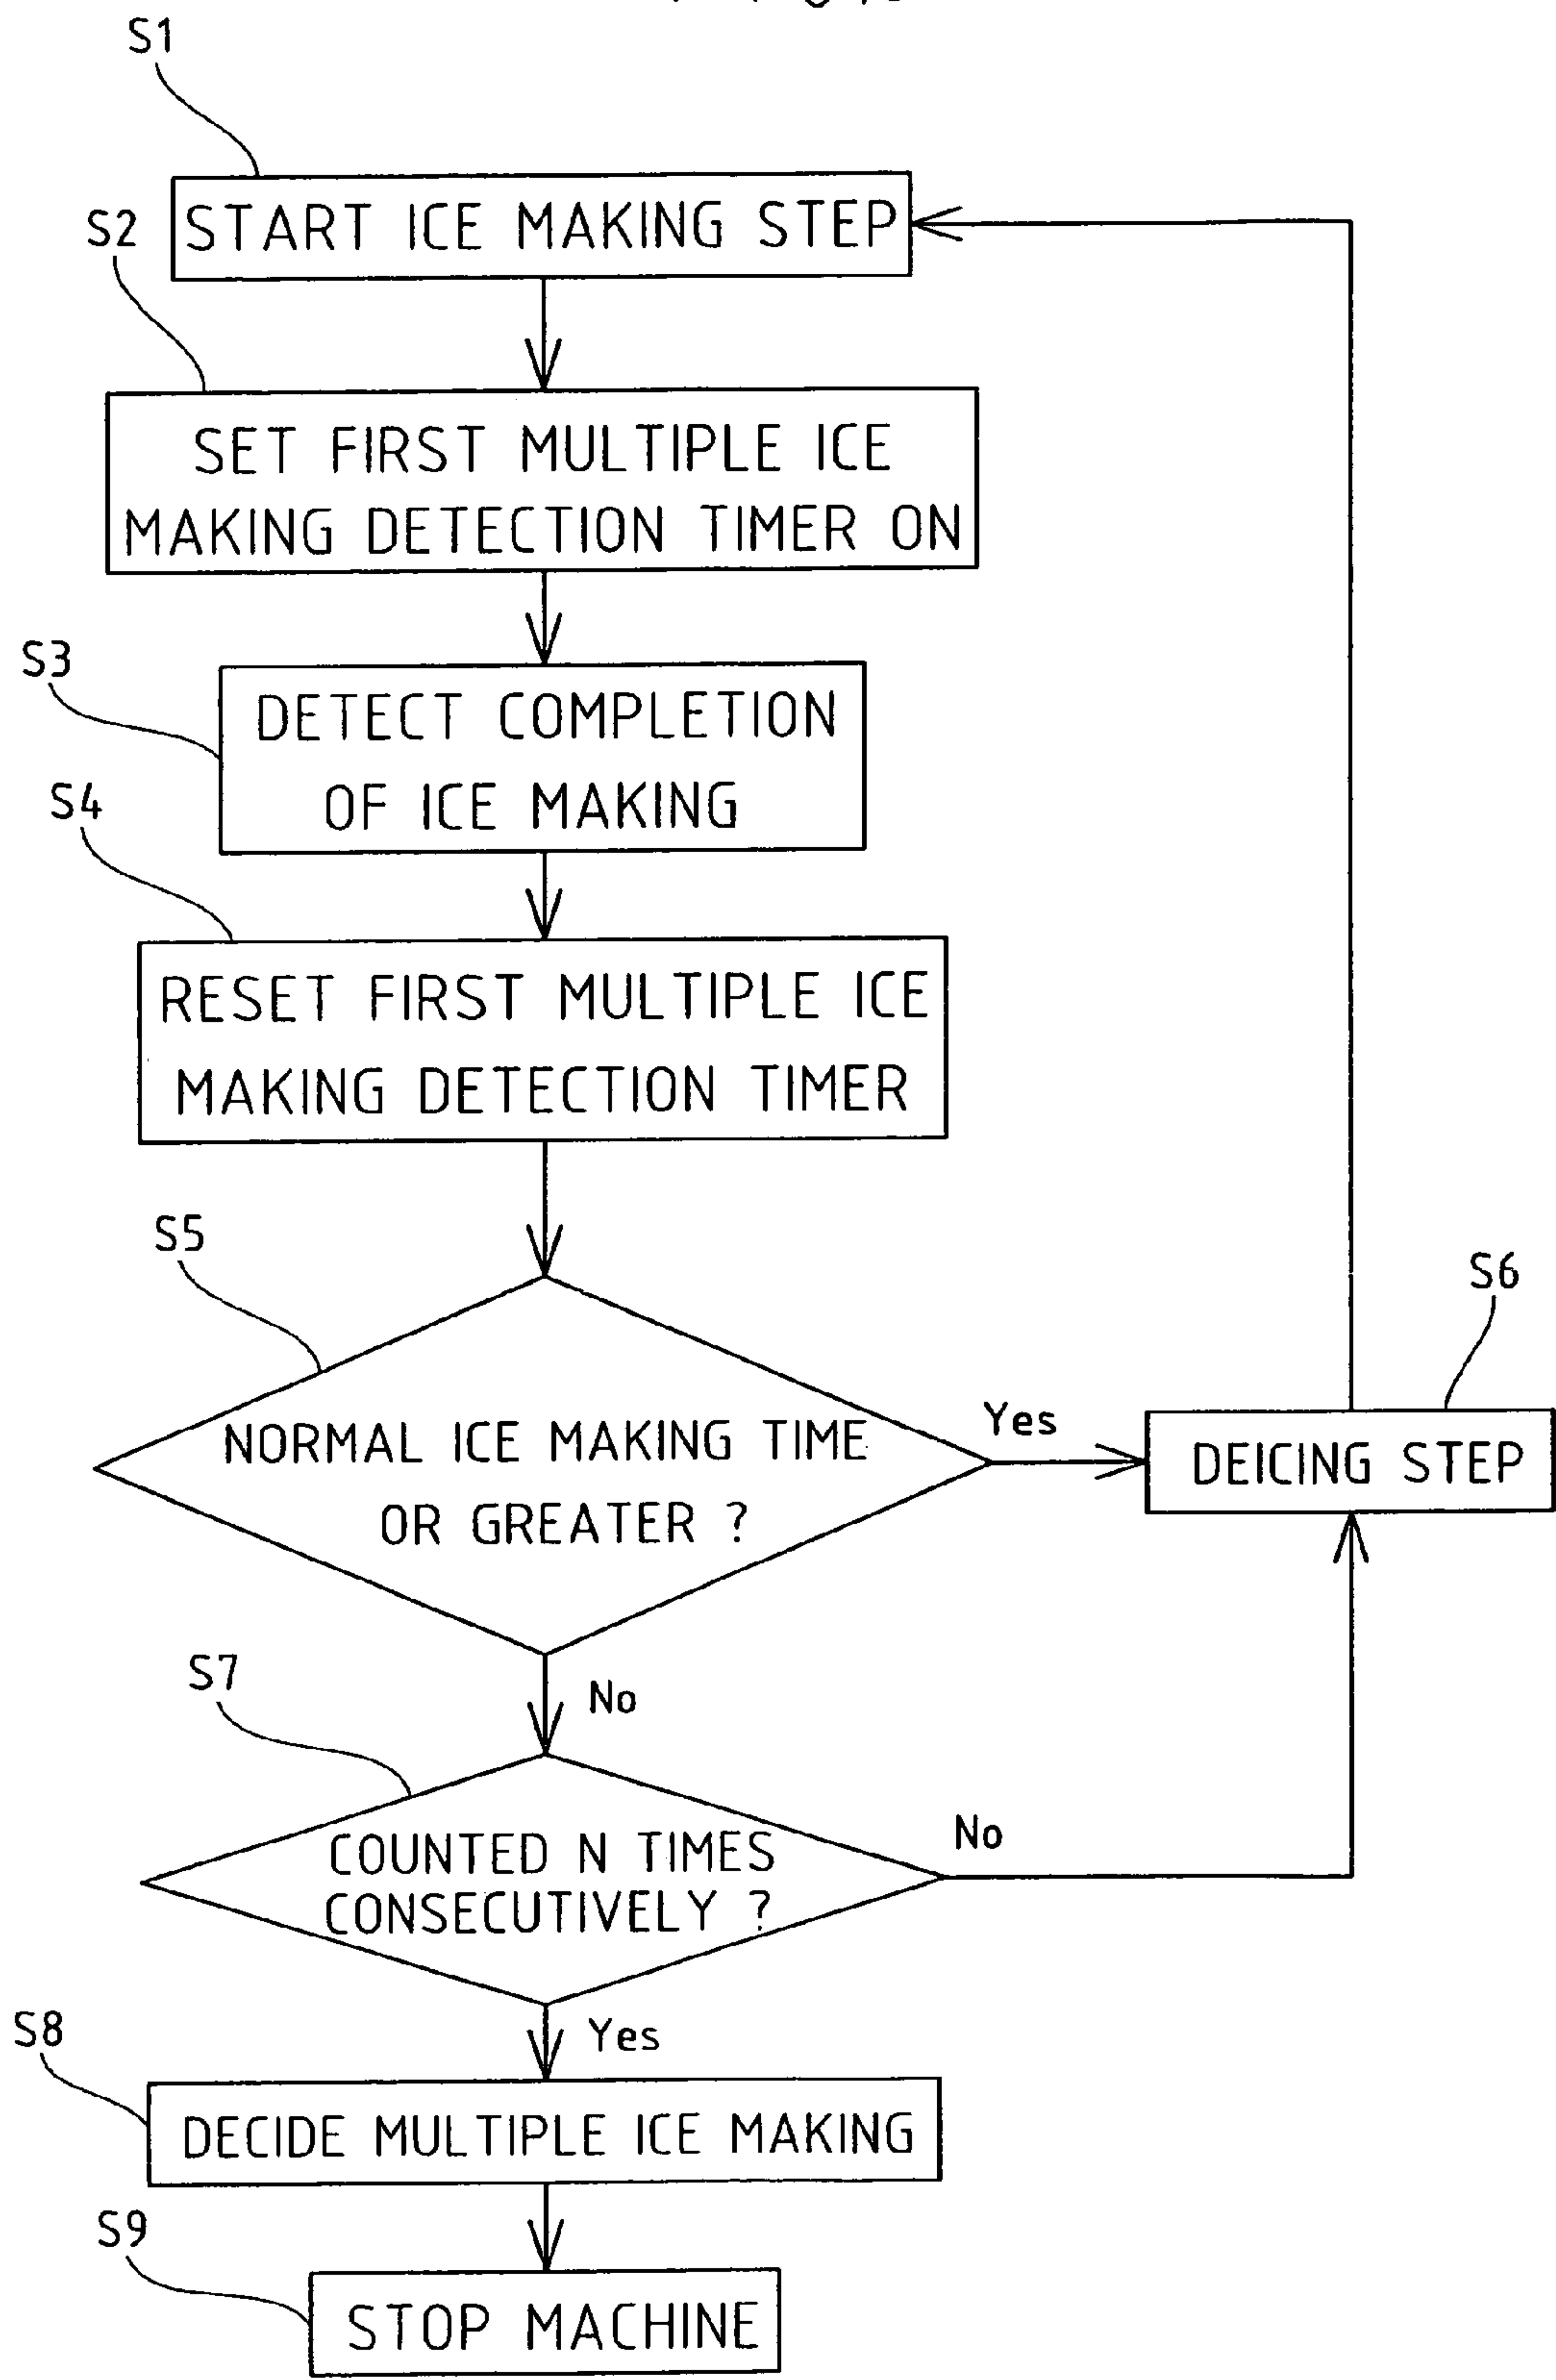 S1
START ICE MAKING STEP
S2
SET FIRST MULTIPLE ICE
MAKING DETECTION TIMER ON
S3
DETECT COMPLETION
OF ICE MAKING
S4
RESET FIRST MULTIPLE ICE
MAKING DETECTION TIMER
S5
NORMAL ICE MAKING TIME
OR GREATER ?
Yes
S6
DEICING STEP
No
S7
COUNTED N TIMES
CONSECUTIVELY ?
No
Yes
S8
DECIDE MULTIPLE ICE MAKING
S9
STOP MACHINE